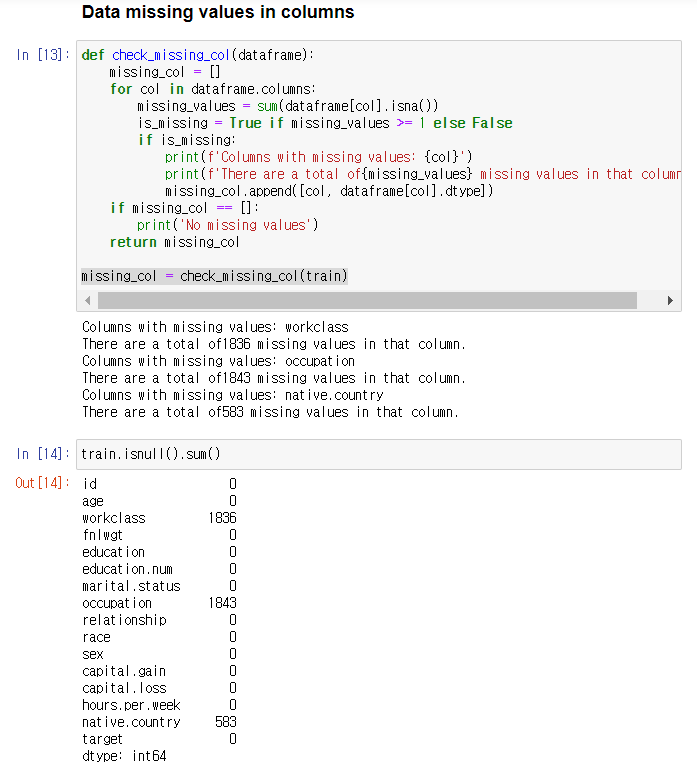 Data missing values in columns
In [13]: def check_missing_col(dataframe):
    missing_col = []
    for col in dataframe.columns:
        missing_values = sum(dataframe[col].isna())
        is_missing = True if missing_values >= 1 else False
        if is_missing:
            print(f'Columns with missing values: {col}')
            print(f'There are a total of{missing_values} missing values in that colum
            missing_col.append([col, dataframe[col].dtype])
    if missing_col == []:
        print('No missing values')
    return missing_col
missing_col = check_missing_col(train)
Columns with missing values: workclass
There are a total of1836 missing values in that column.
Columns with missing values: occupation
There are a total of1843 missing values in that column.
Columns with missing values: native.country
There are a total of583 missing values in that column.
In [14]: train.isnull().sum()
Out[14]: id 0
age 0
workclass 1836
fnlwgt 0
education 0
education.num 0
marital.status 0
occupation 1843
relationship 0
race 0
sex 0
capital.gain 0
capital.loss 0
hours.per.week 0
native.country 583
target 0
dtype: int64